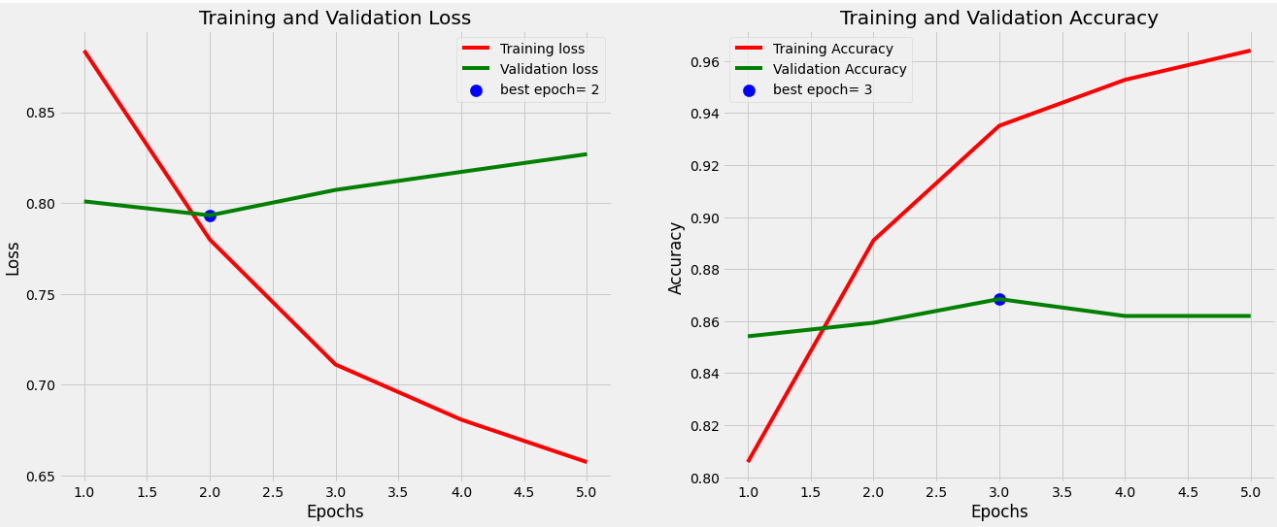 Training and Validation Loss
Training loss
Validation loss
best epoch= 2
0.85
0.80
0.75
0.70
0.65
Loss
1.0 1.5 2.0 2.5 3.0 3.5 4.0 4.5 5.0
Epochs
Training and Validation Accuracy
Training Accuracy
Validation Accuracy
best epoch= 3
0.96
0.94
0.92
0.90
0.88
0.86
0.84
0.82
0.80
Accuracy
1.0 1.5 2.0 2.5 3.0 3.5 4.0 4.5 5.0
Epochs